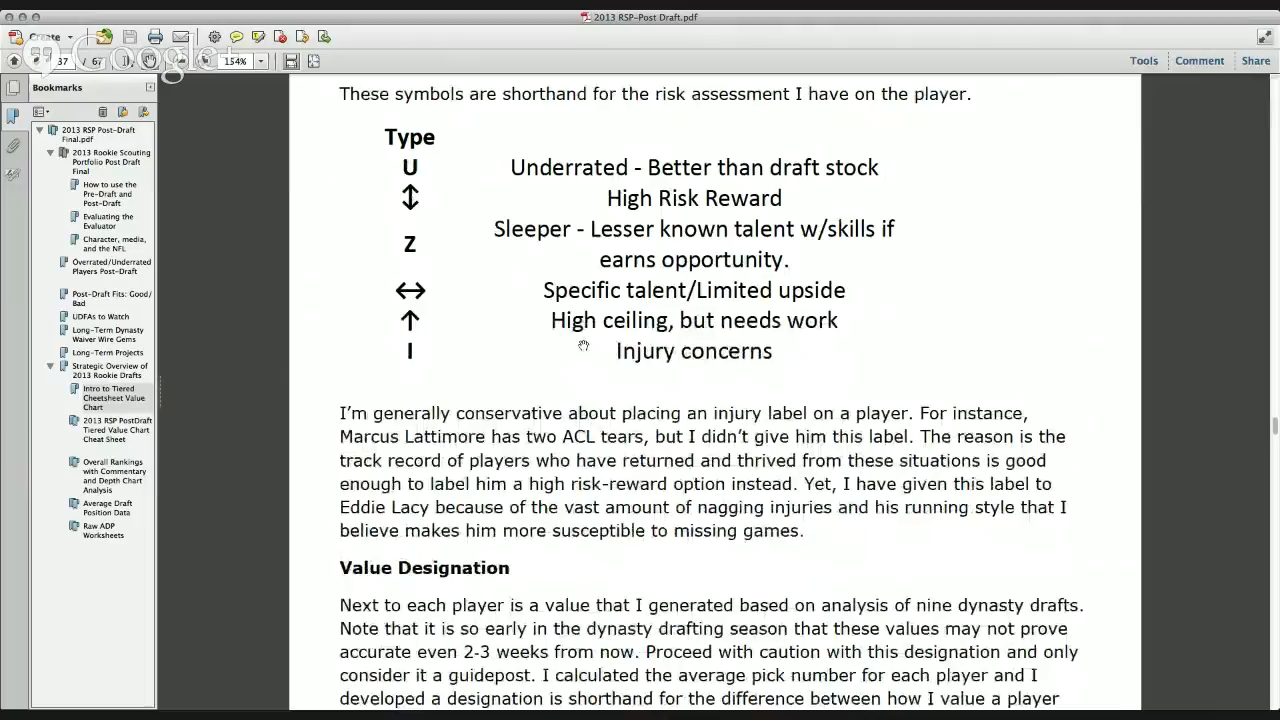 2013 RSP-Post Draft.pdf
Create
Google+
37 / 67
154%
Tools
Comment
Share
Bookmarks
2013 RSP Post-Draft
Final.pdf
2013 Rookie Scouting
Portfolio Post Draft
Final
How to use the
Pre-Draft and
Post-Draft
Evaluating the
Evaluator
Character, media,
and the NFL
Overrated/Underrated
Players Post-Draft
Post-Draft Fits: Good/
Bad
UDFAs to Watch
Long-Term Dynasty
Waiver Wire Gems
Long-Term Projects
Strategic Overview of
2013 Rookie Drafts
Intro to Tiered
Cheetsheet Value
Chart
2013 RSP PostDraft
Tiered Value Chart
Cheat Sheet
Overall Rankings
with Commentary
and Depth Chart
Analysis
Average Draft
Position Data
Raw ADP
Worksheets
These symbols are shorthand for the risk assessment I have on the player.
Type
U Underrated - Better than draft stock
↕ High Risk Reward
Z Sleeper - Lesser known talent w/skills if
earns opportunity.
↔ Specific talent/Limited upside
↑ High ceiling, but needs work
I Injury concerns
I’m generally conservative about placing an injury label on a player. For instance,
Marcus Lattimore has two ACL tears, but I didn’t give him this label. The reason is the
track record of players who have returned and thrived from these situations is good
enough to label him a high risk-reward option instead. Yet, I have given this label to
Eddie Lacy because of the vast amount of nagging injuries and his running style that I
believe makes him more susceptible to missing games.
Value Designation
Next to each player is a value that I generated based on analysis of nine dynasty drafts.
Note that it is so early in the dynasty drafting season that these values may not prove
accurate even 2-3 weeks from now. Proceed with caution with this designation and only
consider it a guidepost. I calculated the average pick number for each player and I
developed a designation is shorthand for the difference between how I value a player